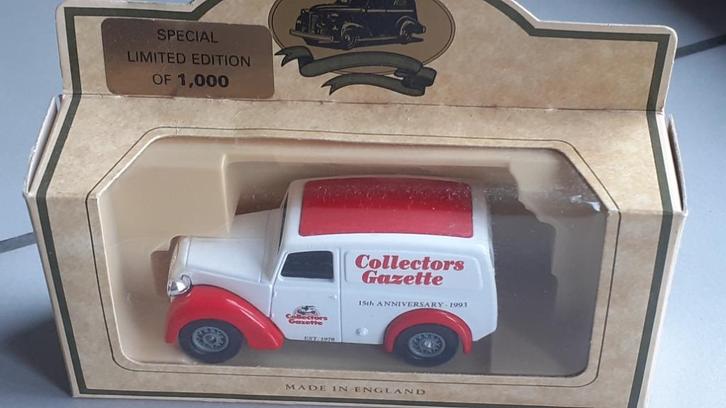 SPECIAL
LIMITED EDITION
OF 1,000
Collectors
Gazette
15th ANNIVERSARY - 1993
Collectors
Gazette
EST. 1978
MADE IN ENGLAND